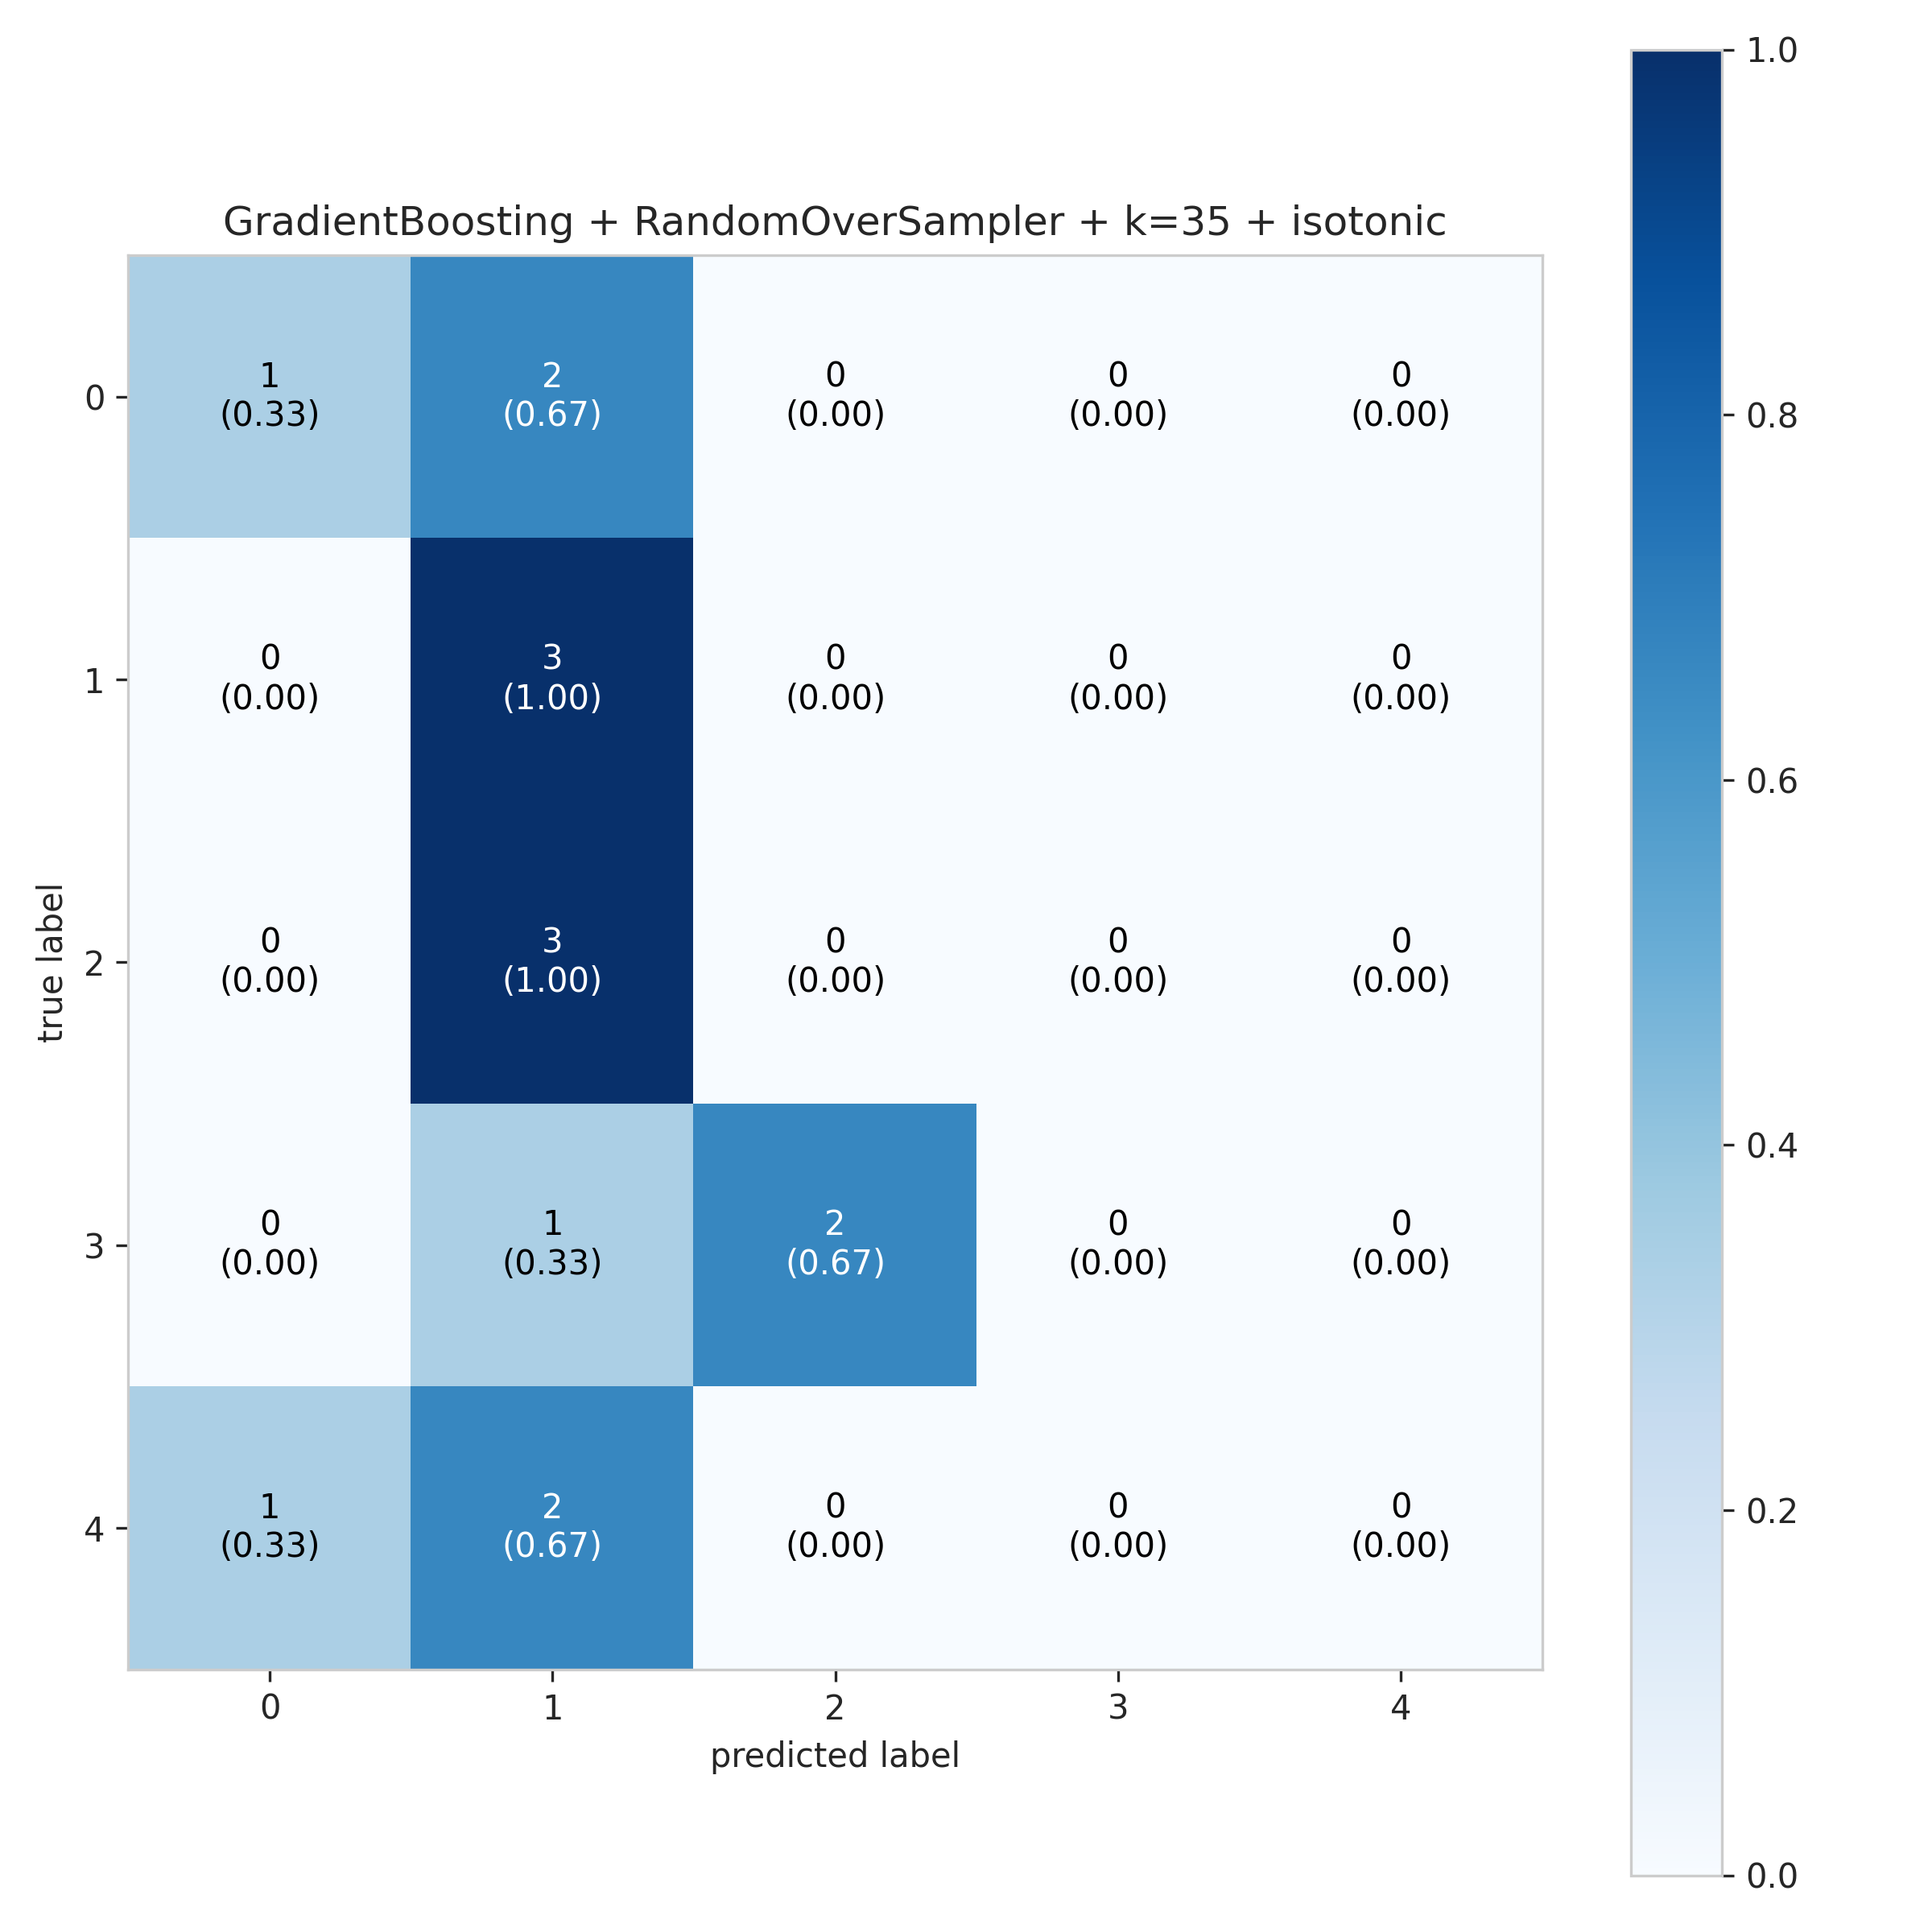 GradientBoosting + RandomOverSampler + k=35 + isotonic
1 2 0 0 0
(0.33) (0.67) (0.00) (0.00) (0.00)
0
0 3 0 0 0
(0.00) (1.00) (0.00) (0.00) (0.00)
1
0 3 0 0 0
(0.00) (1.00) (0.00) (0.00) (0.00)
2
0 1 2 0 0
(0.00) (0.33) (0.67) (0.00) (0.00)
3
1 2 0 0 0
(0.33) (0.67) (0.00) (0.00) (0.00)
4
true label
0 1 2 3 4
predicted label
1.0
0.8
0.6
0.4
0.2
0.0